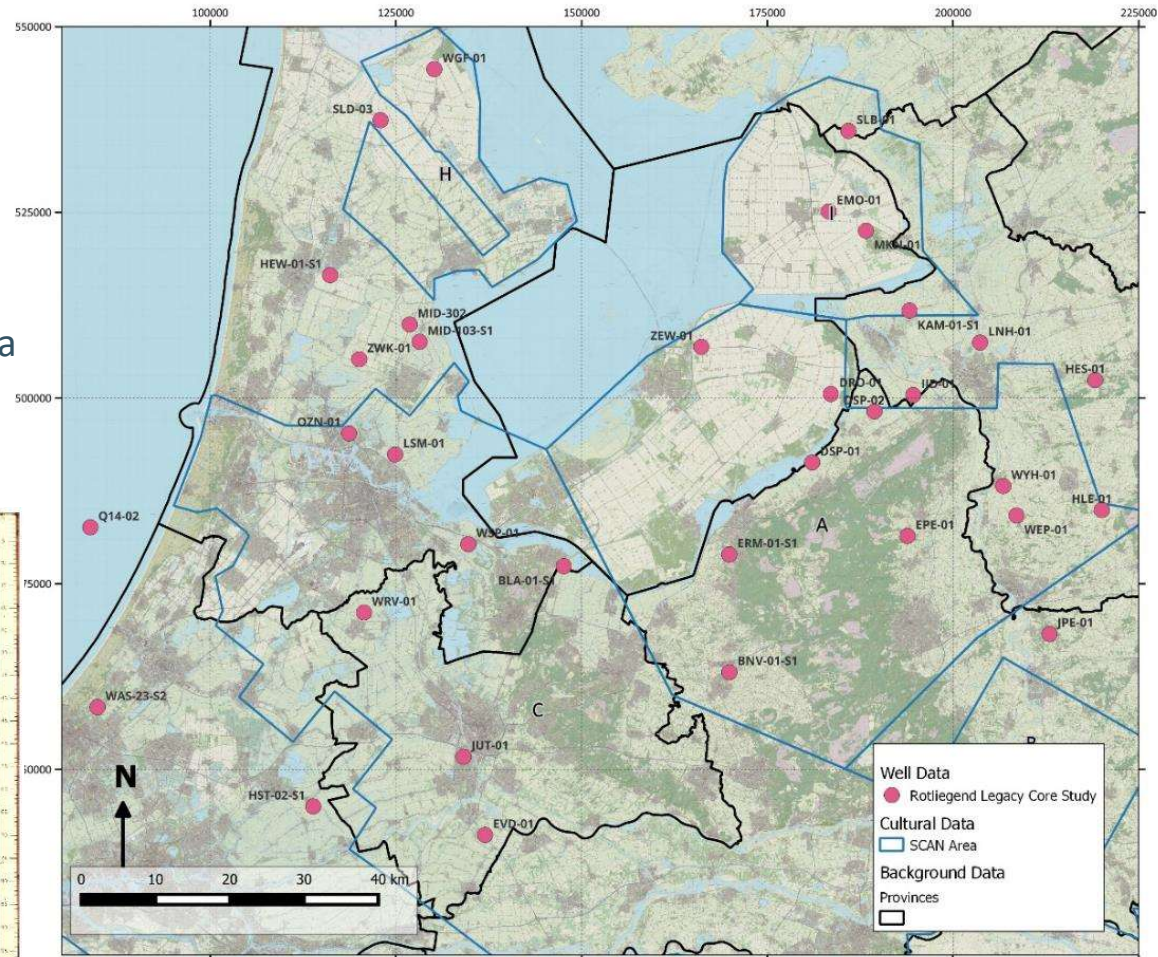 100000 125000 150000 175000 200000 225000
550000
WGF-01
SLD-03
SLB-01
H
525000 525000
EMO-01
I
MKN-01
HEW-01-S1
MID-302
MID-103-S1
KAM-01-S1
ZWK-01
ZEW-01
LNH-01
a
HES-01
DRO-01
IJD-01
500000 500000
DSP-02
OZN-01
LSM-01
DSP-01
WYH-01
HLE-01
Q14-02
A
WEP-01
EPE-01
WSP-01
ERM-01-S1
BLA-01-S1
475000 475000
WRV-01
JPE-01
BNV-01-S1
WAS-23-S2
C
JUT-01
N
HST-02-S1
EVD-01
0 10 20 30 40 km
Well Data
Rotliegend Legacy Core Study
Cultural Data
SCAN Area
Background Data
Provinces